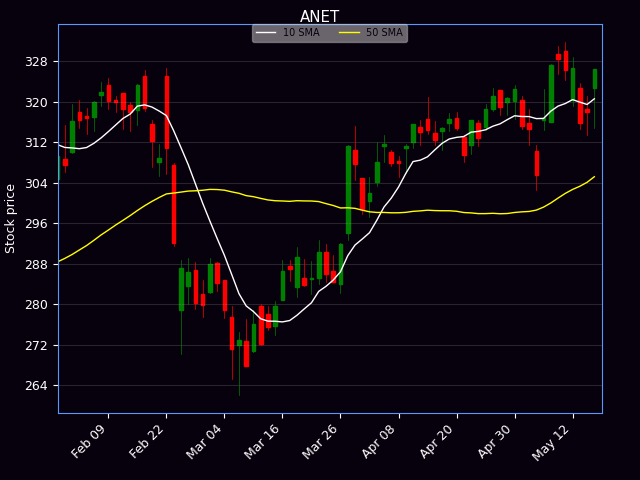 ANET
10 SMA
50 SMA
Stock price
328
320
312
304
296
288
280
272
264
Feb 09
Feb 22
Mar 04
Mar 16
Mar 26
Apr 08
Apr 20
Apr 30
May 12